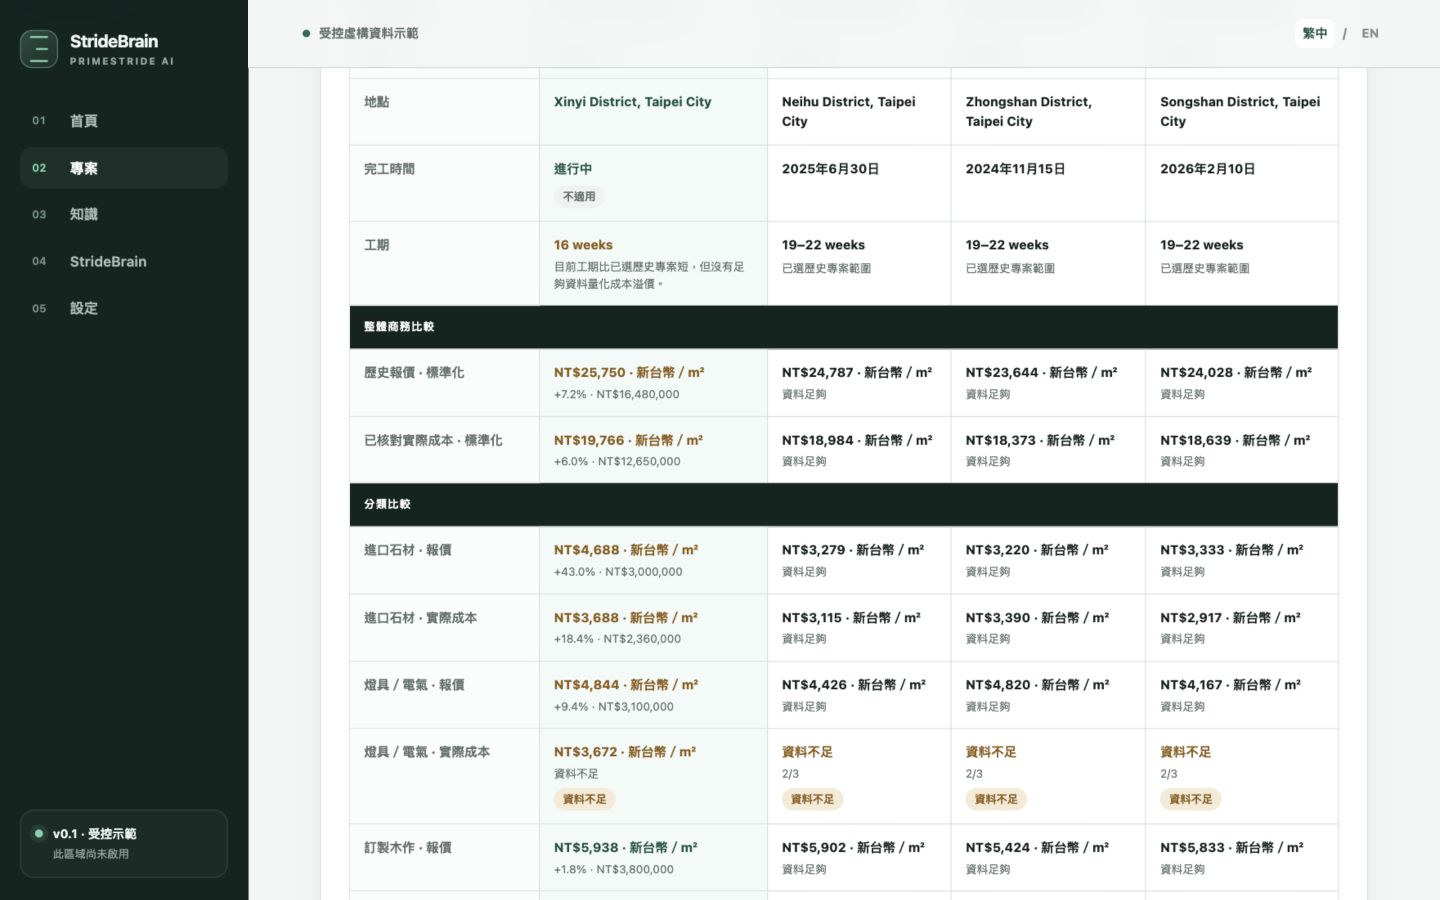 StrideBrain
PRIMESTRIDE AI
01 首頁
02 專案
03 知識
04 StrideBrain
05 設定
v0.1 · 受控示範
此區域尚未啟用
受控虛構資料示範
繁中 / EN
地點
Xinyi District, Taipei City
Neihu District, Taipei
City
Zhongshan District,
Taipei City
Songshan District, Taipei
City
完工時間
進行中
不適用
2025年6月30日
2024年11月15日
2026年2月10日
工期
16 weeks
目前工期比已選歷史專案短，但沒有足
夠資料量化成本溢價。
19–22 weeks
已選歷史專案範圍
19–22 weeks
已選歷史專案範圍
19–22 weeks
已選歷史專案範圍
整體商務比較
歷史報價 · 標準化
NT$25,750 · 新台幣 / m²
+7.2% · NT$16,480,000
NT$24,787 · 新台幣 / m²
資料足夠
NT$23,644 · 新台幣 / m²
資料足夠
NT$24,028 · 新台幣 / m²
資料足夠
已核對實際成本 · 標準化
NT$19,766 · 新台幣 / m²
+6.0% · NT$12,650,000
NT$18,984 · 新台幣 / m²
資料足夠
NT$18,373 · 新台幣 / m²
資料足夠
NT$18,639 · 新台幣 / m²
資料足夠
分類比較
進口石材 · 報價
NT$4,688 · 新台幣 / m²
+43.0% · NT$3,000,000
NT$3,279 · 新台幣 / m²
資料足夠
NT$3,220 · 新台幣 / m²
資料足夠
NT$3,333 · 新台幣 / m²
資料足夠
進口石材 · 實際成本
NT$3,688 · 新台幣 / m²
+18.4% · NT$2,360,000
NT$3,115 · 新台幣 / m²
資料足夠
NT$3,390 · 新台幣 / m²
資料足夠
NT$2,917 · 新台幣 / m²
資料足夠
燈具 / 電氣 · 報價
NT$4,844 · 新台幣 / m²
+9.4% · NT$3,100,000
NT$4,426 · 新台幣 / m²
資料足夠
NT$4,820 · 新台幣 / m²
資料足夠
NT$4,167 · 新台幣 / m²
資料足夠
燈具 / 電氣 · 實際成本
NT$3,672 · 新台幣 / m²
資料不足
資料不足
資料不足
2/3
資料不足
資料不足
2/3
資料不足
資料不足
2/3
資料不足
訂製木作 · 報價
NT$5,938 · 新台幣 / m²
+1.8% · NT$3,800,000
NT$5,902 · 新台幣 / m²
資料足夠
NT$5,424 · 新台幣 / m²
資料足夠
NT$5,833 · 新台幣 / m²
資料足夠